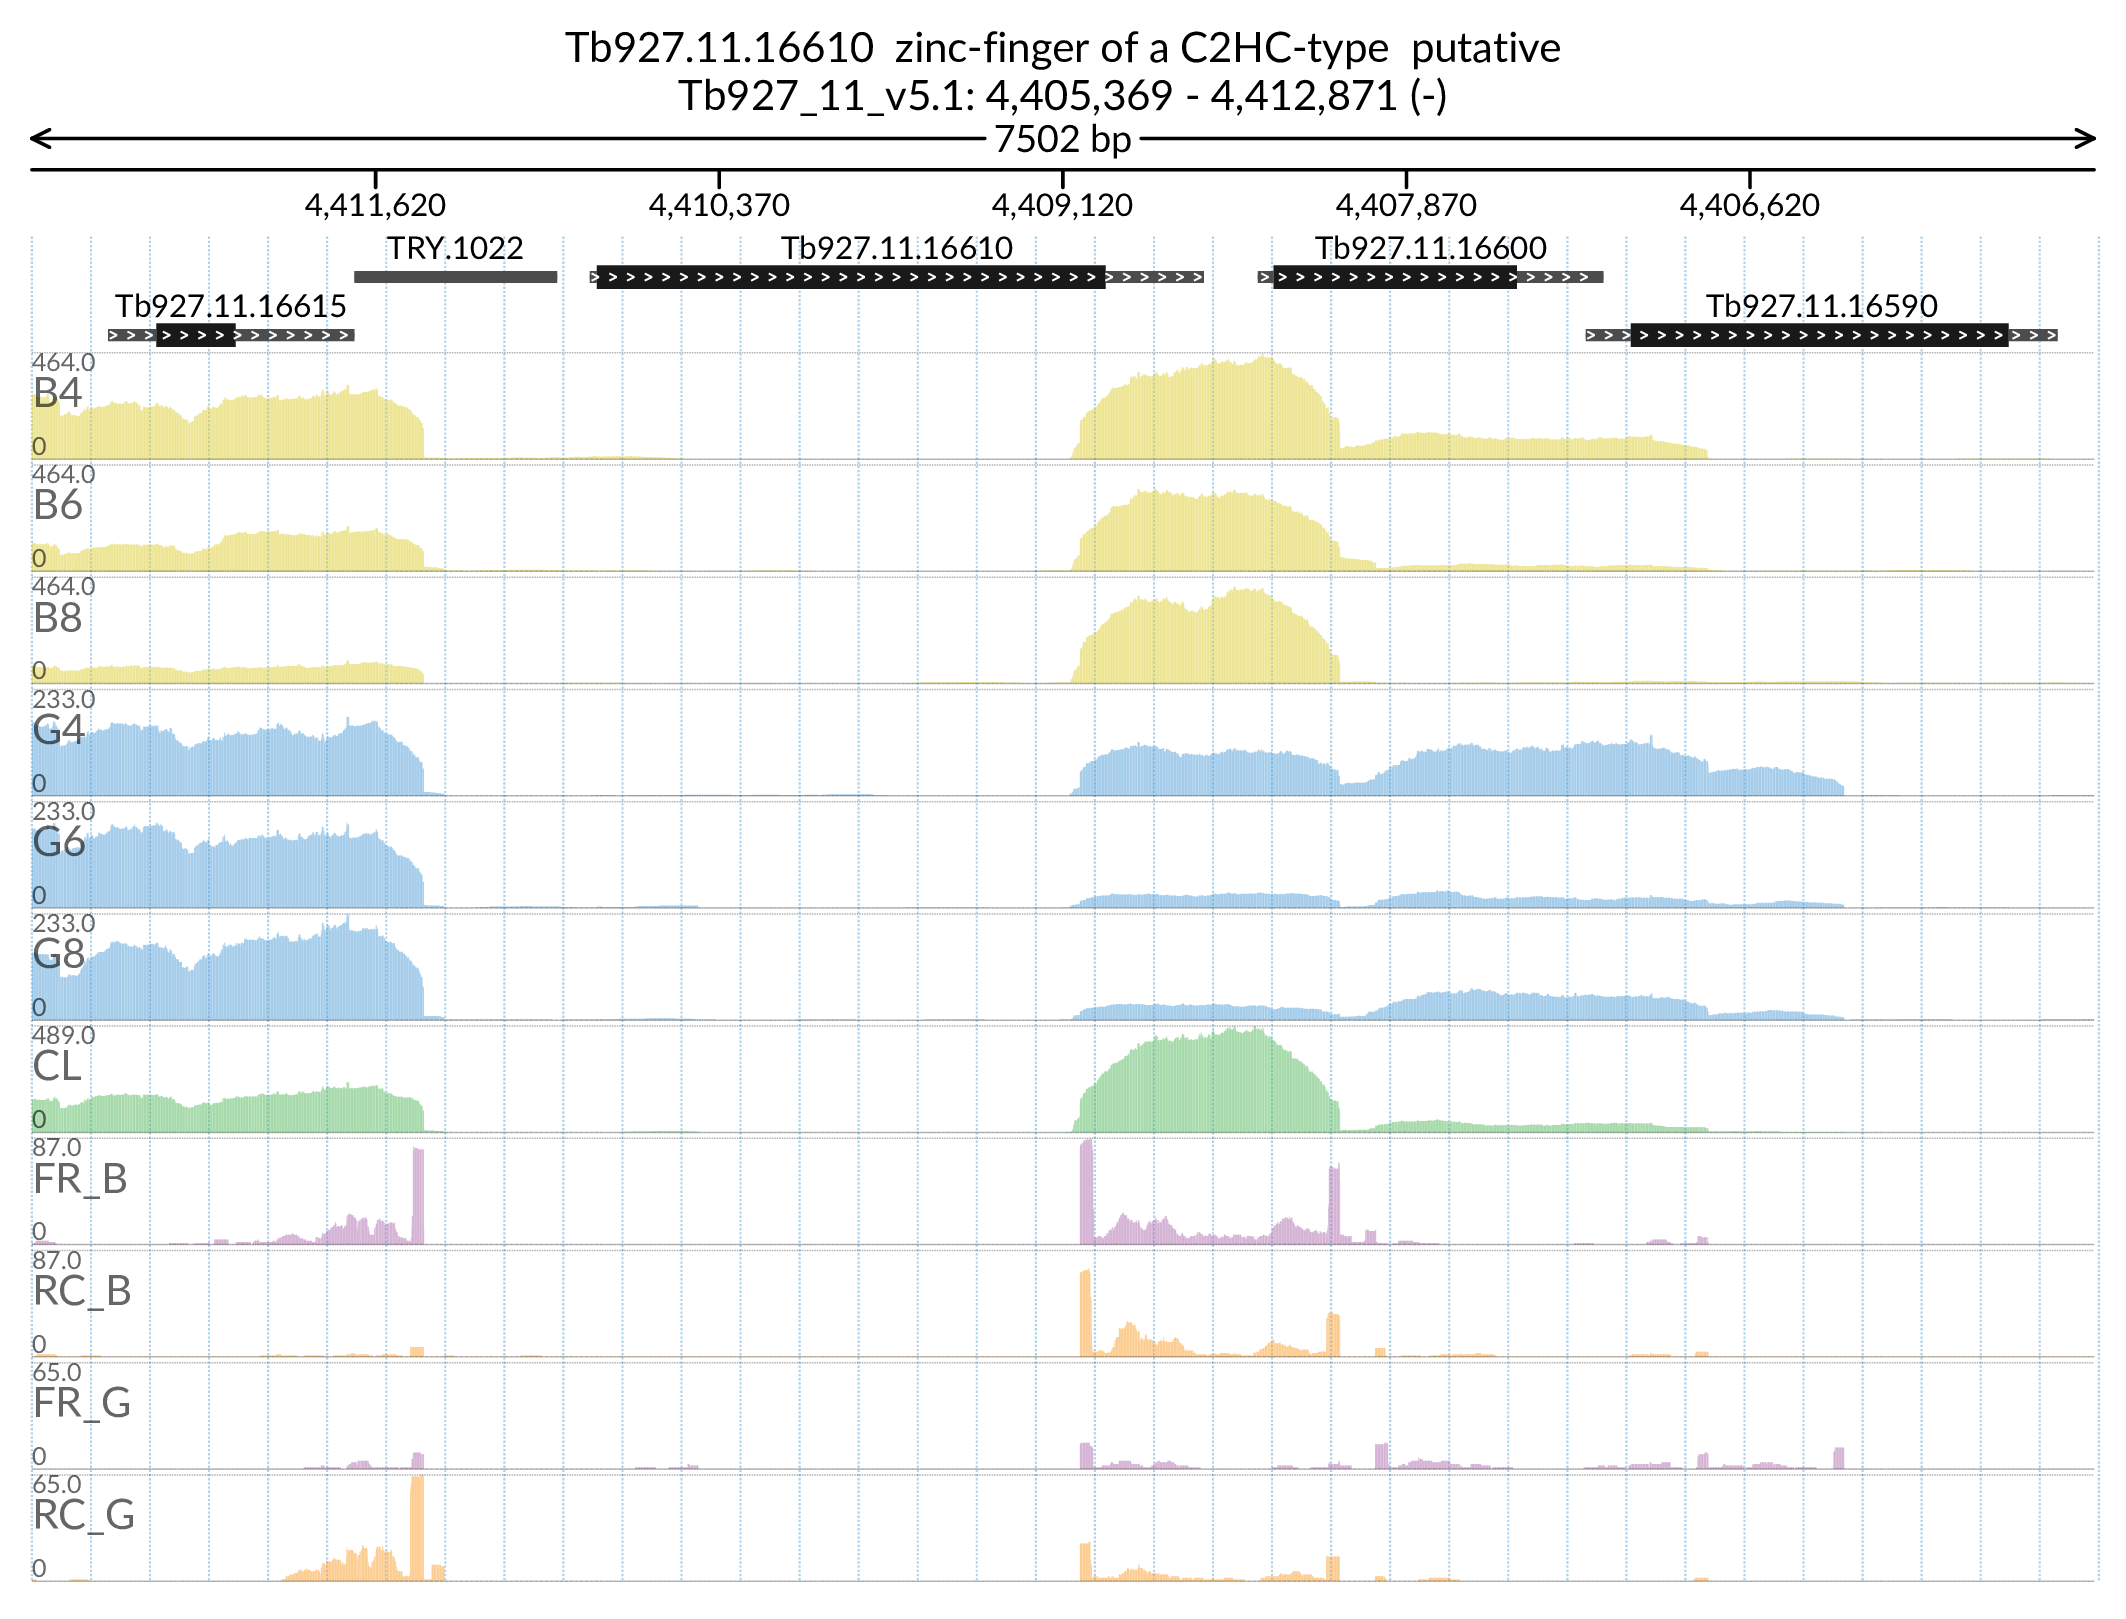 Tb927.11.16610  zinc-finger of a C2HC-type  putative
Tb927_11_v5.1: 4,405,369 - 4,412,871 (-)
7502 bp
4,411,620 4,410,370 4,409,120 4,407,870 4,406,620
TRY.1022 Tb927.11.16610 Tb927.11.16600
Tb927.11.16615 Tb927.11.16590
464.0
B4
0
464.0
B6
0
464.0
B8
0
233.0
G4
0
233.0
G6
0
233.0
G8
0
489.0
CL
0
87.0
FR_B
0
87.0
RC_B
0
65.0
FR_G
0
65.0
RC_G
0